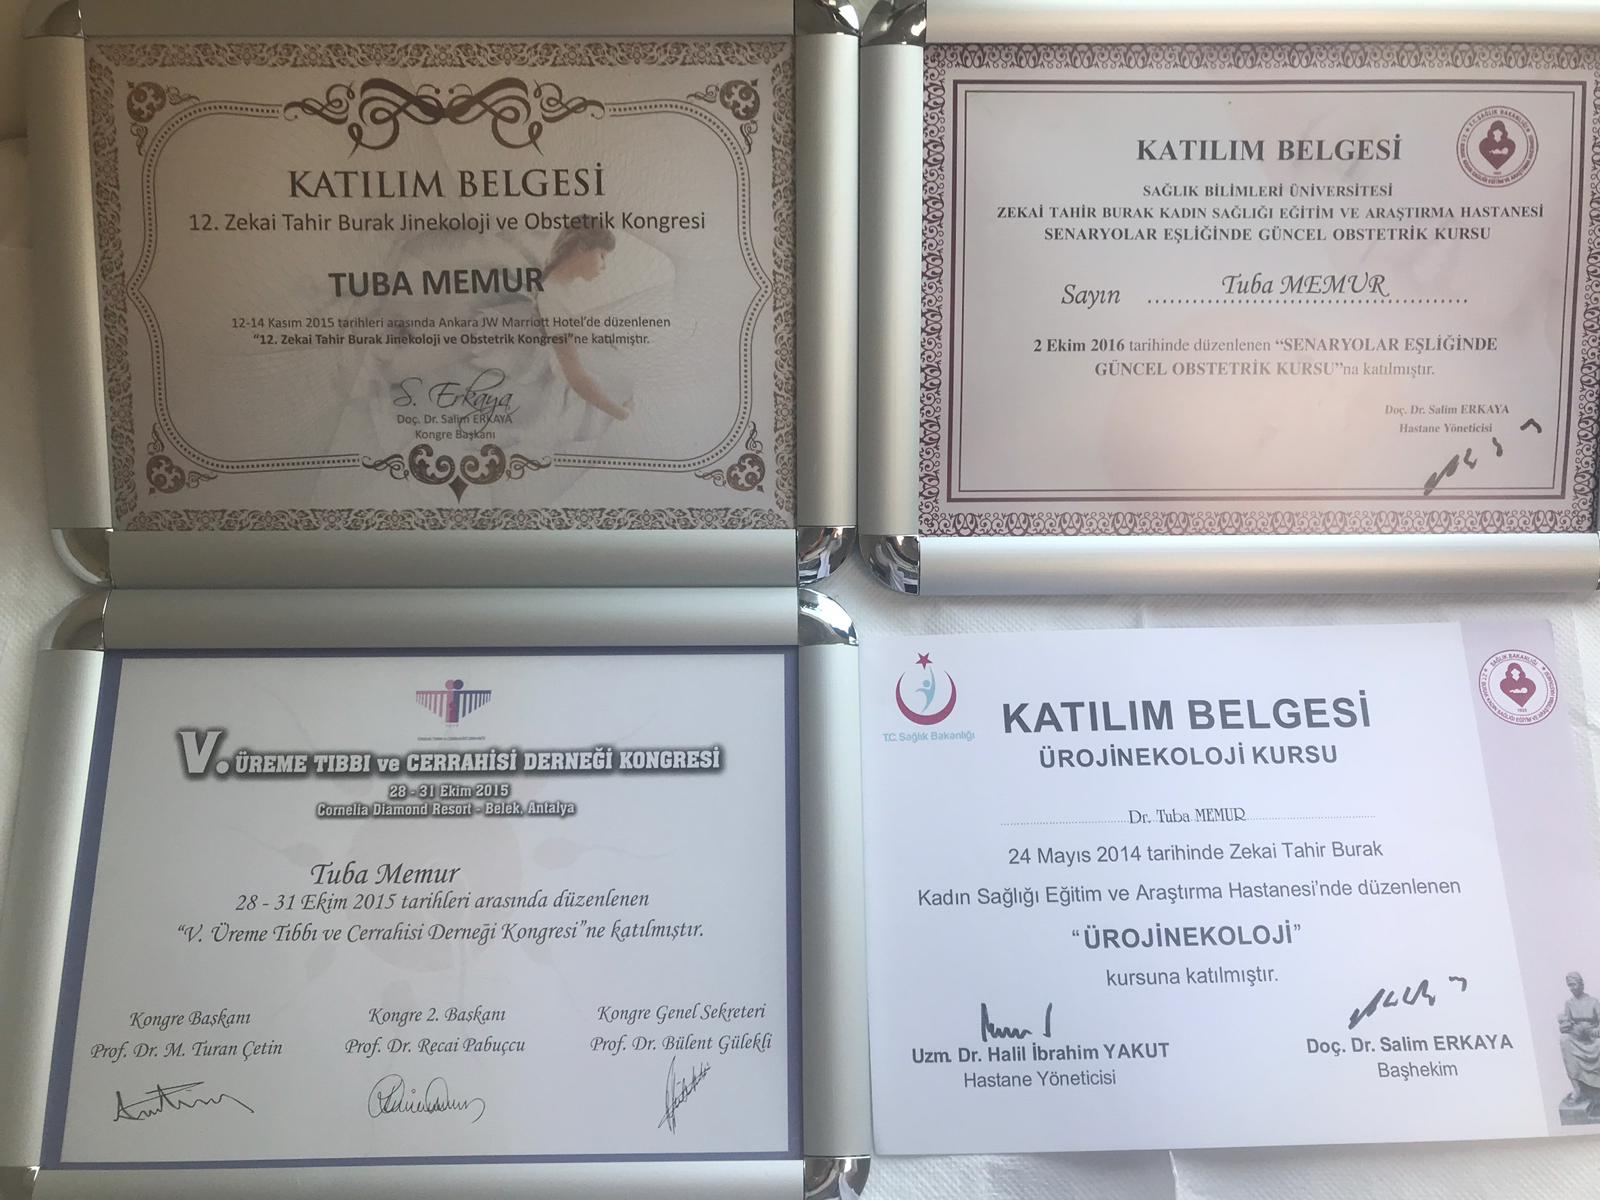 KATILIM BELGESİ
12. Zekai Tahir Burak Jinekoloji ve Obstetrik Kongresi
TUBA MEMUR
12-14 Kasım 2015 tarihleri arasında Ankara JW Marriott Hotel'de düzenlenen
"12. Zekai Tahir Burak Jinekoloji ve Obstetrik Kongresi"ne katılmıştır.
S. Erkaya
Doç. Dr. Salim ERKAYA
Kongre Başkanı
KATILIM BELGESİ
SAĞLIK BİLİMLERİ ÜNİVERSİTESİ
ZEKAİ TAHİR BURAK KADIN SAĞLIĞI EĞİTİM VE ARAŞTIRMA HASTANESİ
SENARYOLAR EŞLİĞİNDE GÜNCEL OBSTETRİK KURSU
Sayın Tuba MEMUR
2 Ekim 2016 tarihinde düzenlenen "SENARYOLAR EŞLİĞİNDE
GÜNCEL OBSTETRİK KURSU"na katılmıştır.
Doç. Dr. Salim ERKAYA
Hastane Yöneticisi
V. ÜREME TIBBI ve CERRAHİSİ DERNEĞİ KONGRESİ
28 - 31 Ekim 2015
Cornelia Diamond Resort - Belek, Antalya
Tuba Memur
28 - 31 Ekim 2015 tarihleri arasında düzenlenen
"V. Üreme Tıbbı ve Cerrahisi Derneği Kongresi"ne katılmıştır.
Kongre Başkanı
Prof. Dr. M. Turan Çetin
Kongre 2. Başkanı
Prof. Dr. Recai Pabuçcu
Kongre Genel Sekreteri
Prof. Dr. Bülent Gülekli
T.C. Sağlık Bakanlığı
KATILIM BELGESİ
ÜROJİNEKOLOJİ KURSU
Dr. Tuba MEMUR
24 Mayıs 2014 tarihinde Zekai Tahir Burak
Kadın Sağlığı Eğitim ve Araştırma Hastanesi'nde düzenlenen
"ÜROJİNEKOLOJİ"
kursuna katılmıştır.
Uzm. Dr. Halil İbrahim YAKUT
Hastane Yöneticisi
Doç. Dr. Salim ERKAYA
Başhekim